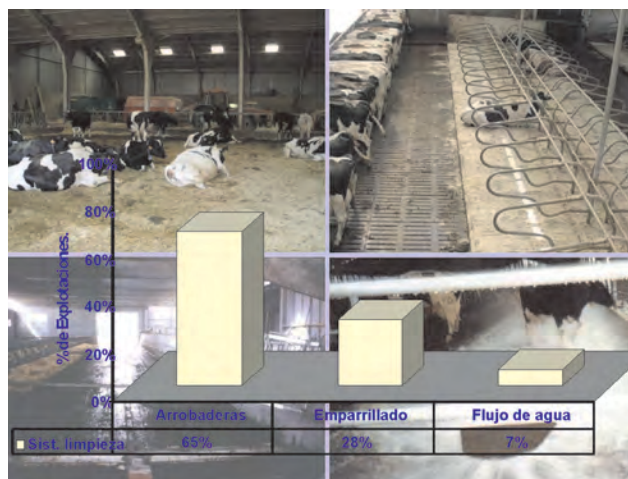 100%
80%
60%
40%
20%
0%
% de Explotaciones.
Arrobaderas Emparrillado Flujo de agua
Sist. limpieza 65% 28% 7%